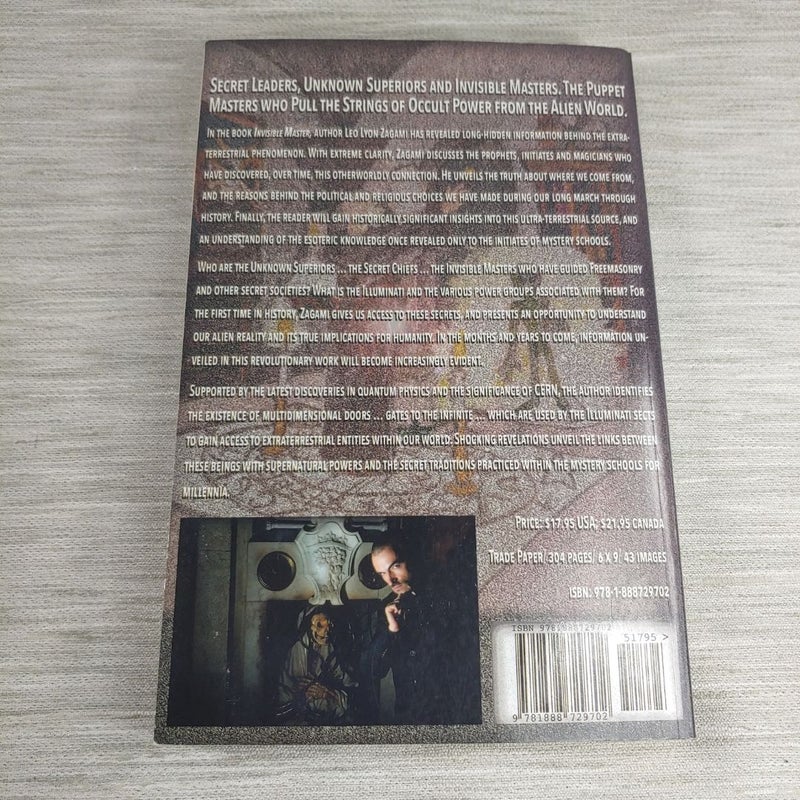 Secret Leaders, Unknown Superiors and Invisible Masters. The Puppet
Masters who Pull the Strings of Occult Power from the Alien World.
In the book Invisible Master, author Leo Lyon Zagami has revealed long-hidden information behind the extra-
terrestrial phenomenon. With extreme clarity, Zagami discusses the prophets, initiates and magicians who
have discovered, over time, this otherworldly connection. He unveils the truth about where we come from,
and the reasons behind the political and religious choices we have made during our long march through
history. Finally, the reader will gain historically significant insights into this ultra-terrestrial source, and
an understanding of the esoteric knowledge once revealed only to the initiates of mystery schools.
Who are the Unknown Superiors ... the Secret Chiefs ... the Invisible Masters who have guided Freemasonry
and other secret societies? What is the Illuminati and the various power groups associated with them? For
the first time in history, Zagami gives us access to these secrets, and presents an opportunity to understand
our alien reality and its true implications for humanity. In the months and years to come, information un-
veiled in this revolutionary work will become increasingly evident.
Supported by the latest discoveries in quantum physics and the significance of CERN, the author identifies
the existence of multidimensional doors ... gates to the infinite ... which are used by the Illuminati sects
to gain access to extraterrestrial entities within our world. Shocking revelations unveil the links between
these beings with supernatural powers and the secret traditions practiced within the mystery schools for
millennia.
Price: $17.95 USA; $21.95 Canada
Trade Paper/ 304 pages/ 6 x 9/ 43 images
ISBN: 978-1-888729702
ISBN 9781888729702
51795 >
9 781888 729702